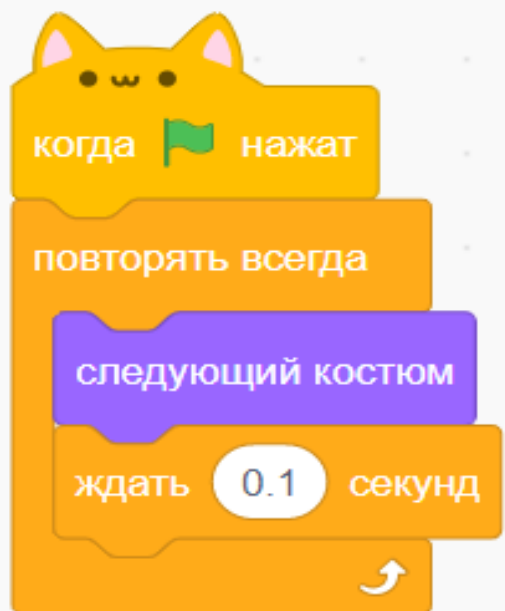 когда нажат
повторять всегда
следующий костюм
ждать 0.1 секунд